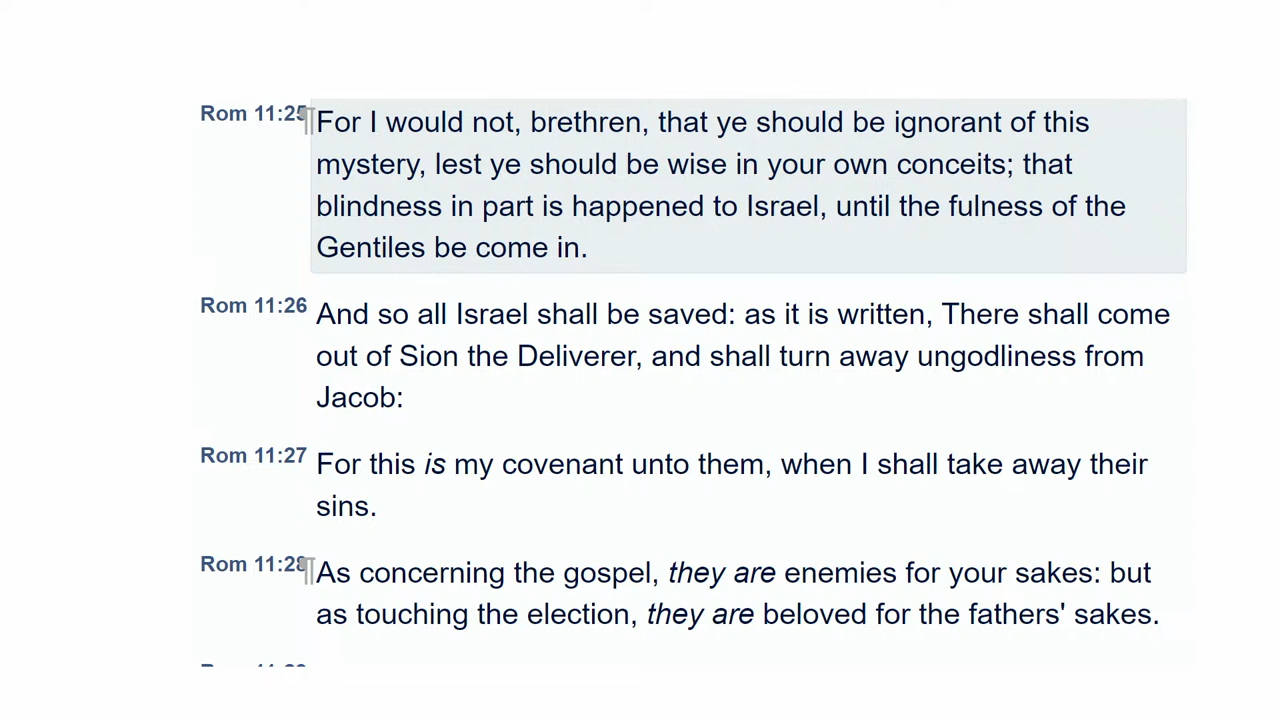 Rom 11:25 ¶For I would not, brethren, that ye should be ignorant of this
mystery, lest ye should be wise in your own conceits; that
blindness in part is happened to Israel, until the fulness of the
Gentiles be come in.
Rom 11:26 And so all Israel shall be saved: as it is written, There shall come
out of Sion the Deliverer, and shall turn away ungodliness from
Jacob:
Rom 11:27 For this is my covenant unto them, when I shall take away their
sins.
Rom 11:28 ¶As concerning the gospel, they are enemies for your sakes: but
as touching the election, they are beloved for the fathers' sakes.